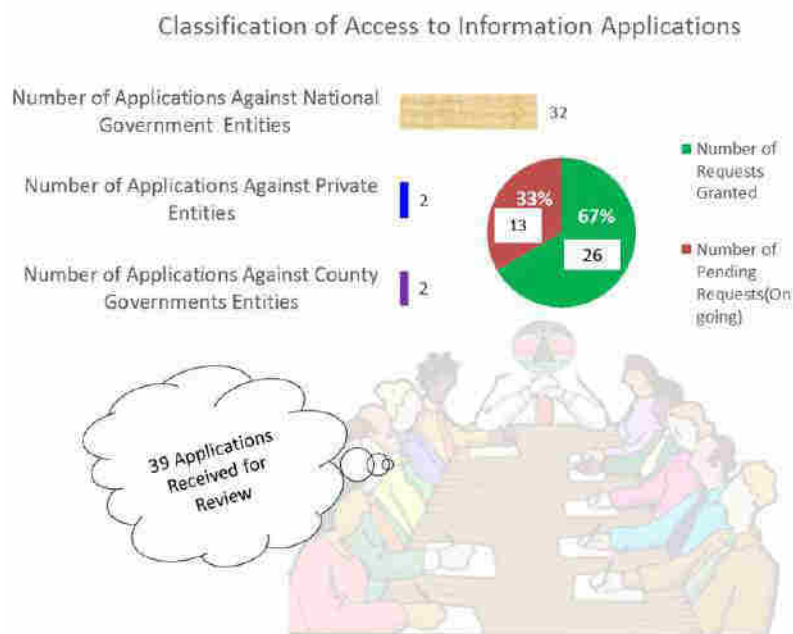 Classification of Access to Information Applications
Number of Applications Against National
Government Entities
32
Number of Applications Against Private
Entities
2
Number of Applications Against County
Governments Entities
2
33%
13
67%
26
Number of
Requests
Granted
Number of
Pending
Requests(On
going)
39 Applications
Received for
Review